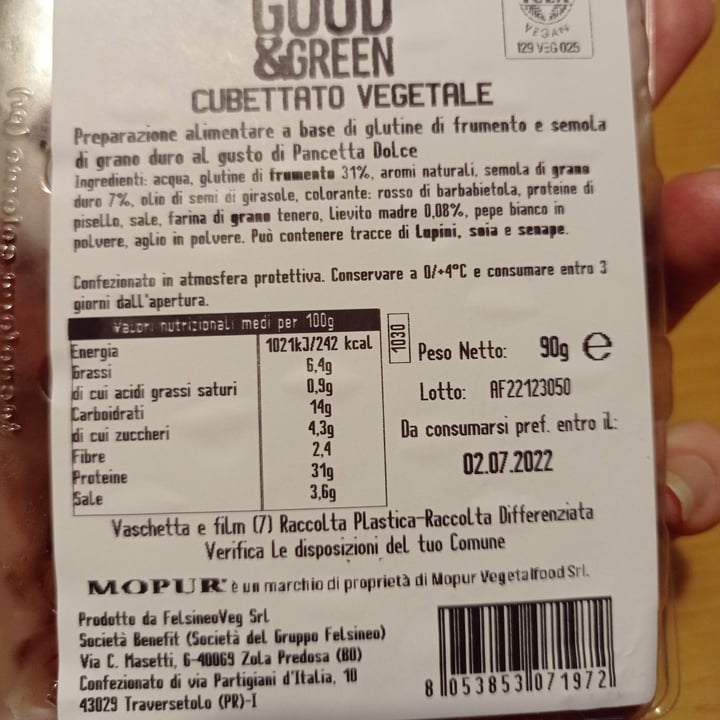 GOOD
&GREEN
VEGAN
129 VEG 025
CUBETTATO VEGETALE
Preparazione alimentare a base di glutine di frumento e semola
di grano duro al gusto di Pancetta Dolce
Ingredienti: acqua, glutine di frumento 31%, aromi naturali, semola di grano
duro 7%, olio di semi di girasole, colorante: rosso di barbabietola, proteine di
pisello, sale, farina di grano tenero, Lievito madre 0,08%, pepe bianco in
polvere, aglio in polvere. Può contenere tracce di Lupini, soia e senape.
Confezionato in atmosfera protettiva. Conservare a 0/+4°C e consumare entro 3
giorni dall'apertura.
Valori nutrizionali medi per 100g
Energia 1021kJ/242 kcal
Grassi 6,4g
di cui acidi grassi saturi 0,9g
Carboidrati 14g
di cui zuccheri 4,3g
Fibre 2,4
Proteine 31g
Sale 3,6g
1030
Peso Netto: 90g e
Lotto: AF22123050
Da consumarsi pref. entro il:
02.07.2022
Vaschetta e film (7) Raccolta Plastica-Raccolta Differenziata
Verifica le disposizioni del tuo Comune
MOPUR® è un marchio di proprietà di Mopur Vegetalfood Srl.
Prodotto da FelsineoVeg Srl
Società Benefit (Società del Gruppo Felsineo)
Via C. Masetti, 6-40069 Zola Predosa (BO)
Confezionato di via Partigiani d'Italia, 10
43029 Traversetolo (PR)-I
8 053853 071972